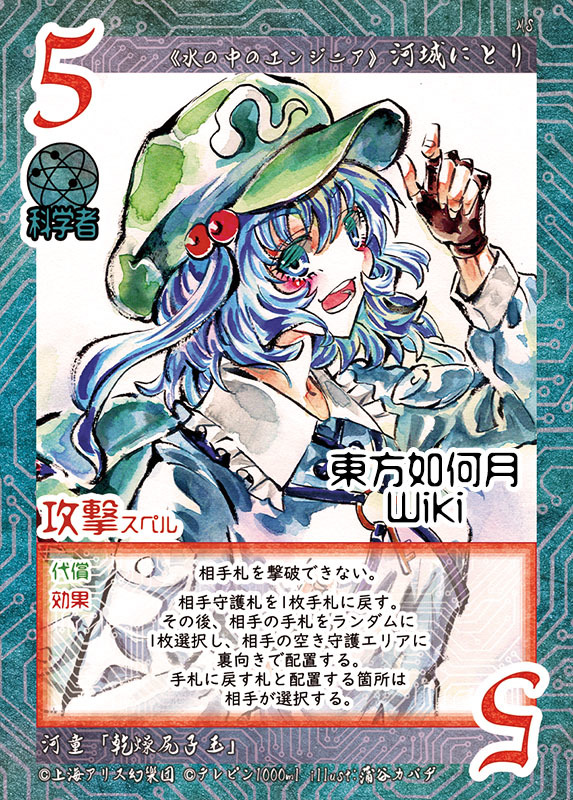 MS
5
《水の中のエンジニア》河城にとり
科学者
東方如何月
Wiki
攻撃スペル
代償
相手札を撃破できない。
効果
相手守護札を1枚手札に戻す。
その後、相手の手札をランダムに
1枚選択し、相手の空き守護エリアに
裏向きで配置する。
手札に戻す札と配置する箇所は
相手が選択する。
5
河童「乾燥尻子玉」
©上海アリス幻樂団 ©テレピン1000ml illust:蒲谷カバヂ